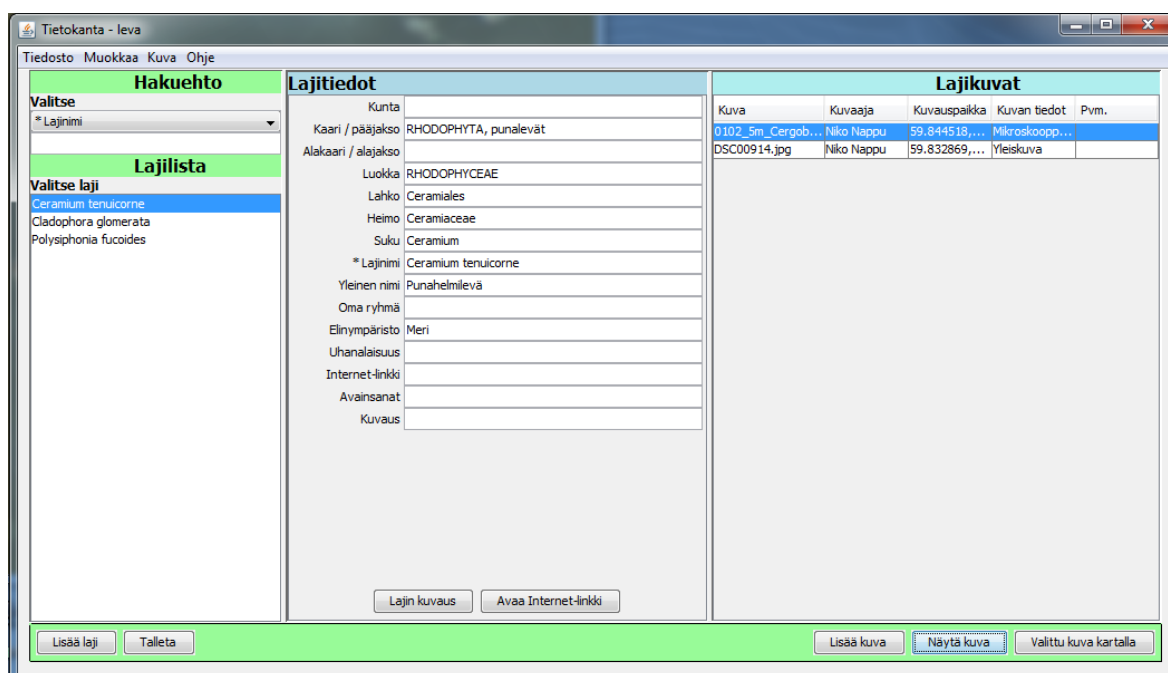 Tietokanta - leva
Tiedosto Muokkaa Kuva Ohje
Hakuehto
Valitse
* Lajinimi
Lajilista
Valitse laji
Ceramium tenuicorne
Cladophora glomerata
Polysiphonia fucoides
Lajitiedot
Kunta
Kaari / pääjakso RHODOPHYTA, punalevät
Alakaari / alajakso
Luokka RHODOPHYCEAE
Lahko Ceramiales
Heimo Ceramiaceae
Suku Ceramium
* Lajinimi Ceramium tenuicorne
Yleinen nimi Punahelmilevä
Oma ryhmä
Elinympäristo Meri
Uhanalaisuus
Internet-linkki
Avainsanat
Kuvaus
Lajin kuvaus Avaa Internet-linkki
Lajikuvat
Kuva Kuvaaja Kuvauspaikka Kuvan tiedot Pvm.
0102_5m_Cergob... Niko Nappu 59.844518,... Mikroskoopp...
DSC00914.jpg Niko Nappu 59.832869,... Yleiskuva
Lisää laji Talleta Lisää kuva Näytä kuva Valittu kuva kartalla